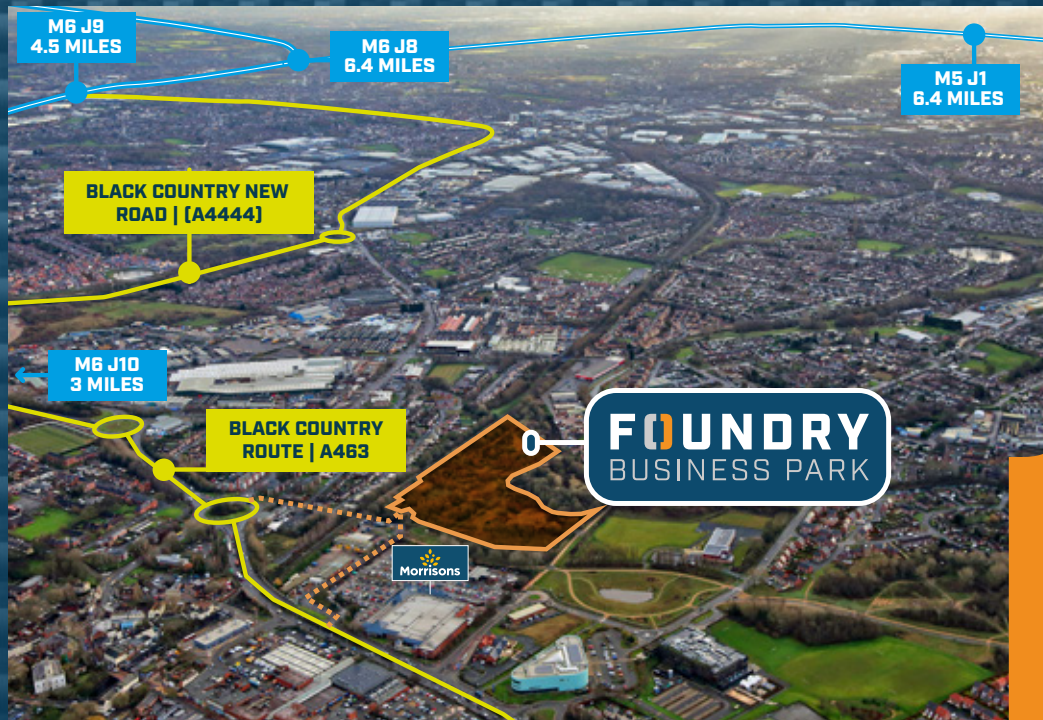 M6 J9
4.5 MILES
M6 J8
6.4 MILES
M5 J1
6.4 MILES
BLACK COUNTRY NEW
ROAD | (A4444)
M6 J10
3 MILES
BLACK COUNTRY
ROUTE | A463
FOUNDRY
BUSINESS PARK
Morrisons